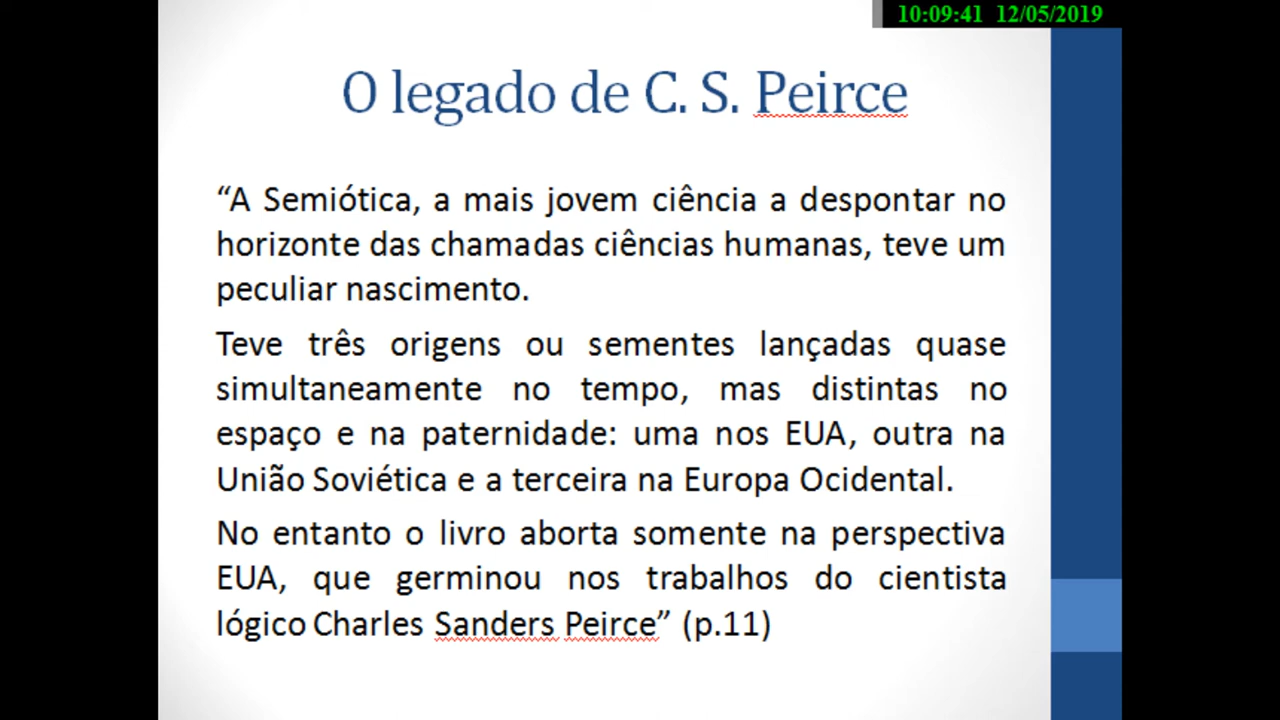 10:09:41 12/05/2019
O legado de C. S. Peirce
“A Semiótica, a mais jovem ciência a despontar no
horizonte das chamadas ciências humanas, teve um
peculiar nascimento.
Teve três origens ou sementes lançadas quase
simultaneamente no tempo, mas distintas no
espaço e na paternidade: uma nos EUA, outra na
União Soviética e a terceira na Europa Ocidental.
No entanto o livro aborta somente na perspectiva
EUA, que germinou nos trabalhos do cientista
lógico Charles Sanders Peirce” (p.11)